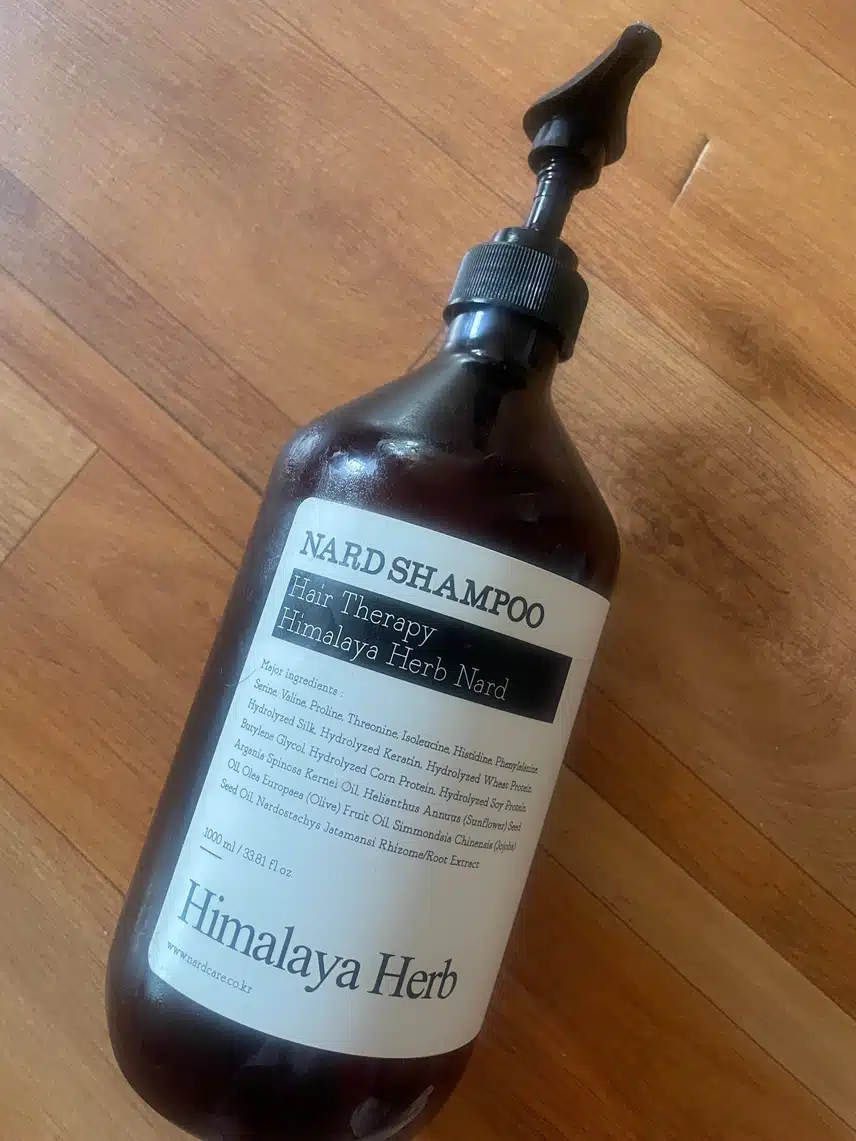 NARD SHAMPOO
Hair Therapy
Himalaya Herb Nard
Major ingredients :
Serine, Valine, Proline, Threonine, Isoleucine, Histidine, Phenylalanine,
Hydrolyzed Silk, Hydrolyzed Keratin, Hydrolyzed Wheat Protein,
Butylene Glycol, Hydrolyzed Corn Protein, Hydrolyzed Soy Protein,
Argania Spinosa Kernel Oil, Helianthus Annuus (Sunflower) Seed
Oil, Olea Europaea (Olive) Fruit Oil, Simmondsia Chinensis (Jojoba)
Seed Oil, Nardostachys Jatamansi Rhizome/Root Extract
1000 ml / 33.81 fl oz.
Himalaya Herb
www.nardcare.co.kr